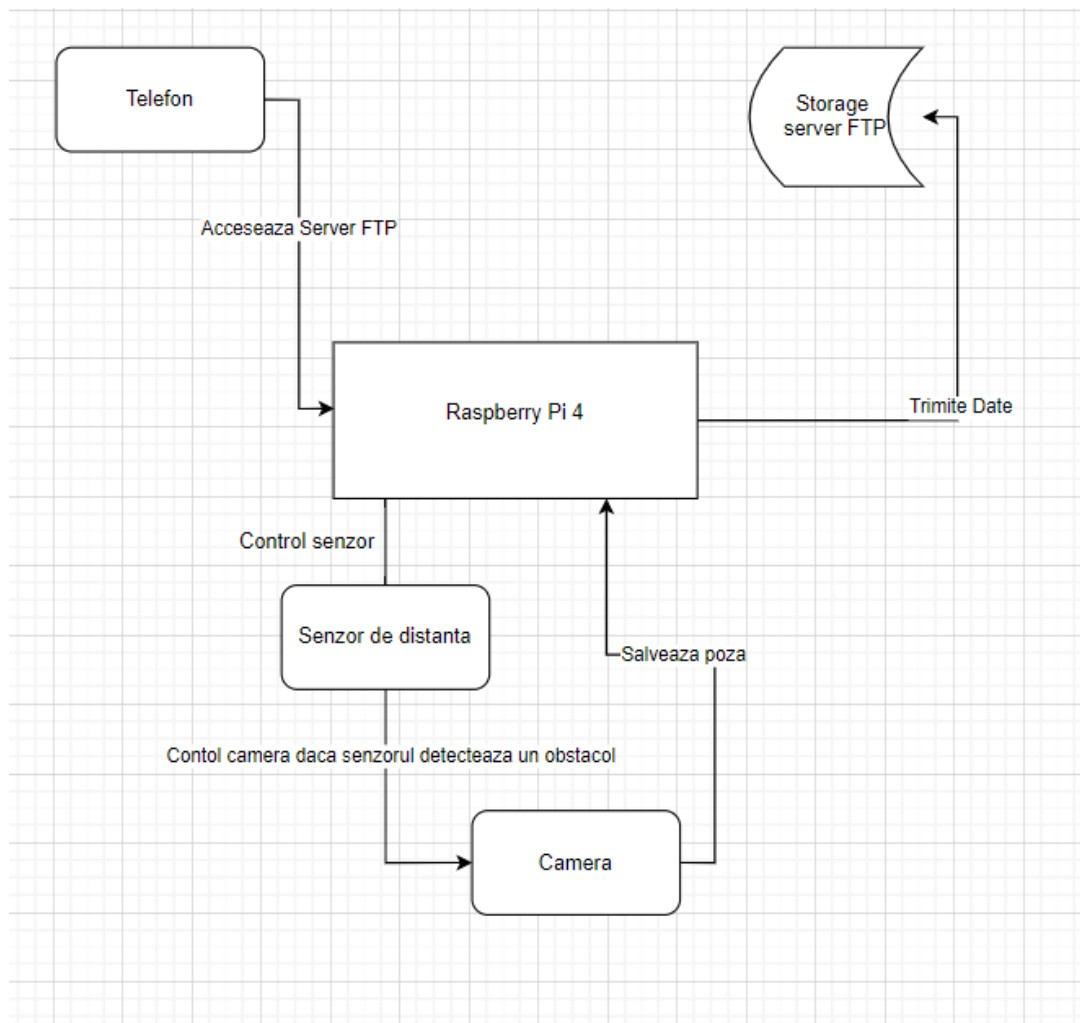 Telefon
Storage
server FTP
Acceseaza Server FTP
Raspberry Pi 4
Trimite Date
Control senzor
Senzor de distanta
Salveaza poza
Contol camera daca senzorul detecteaza un obstacol
Camera